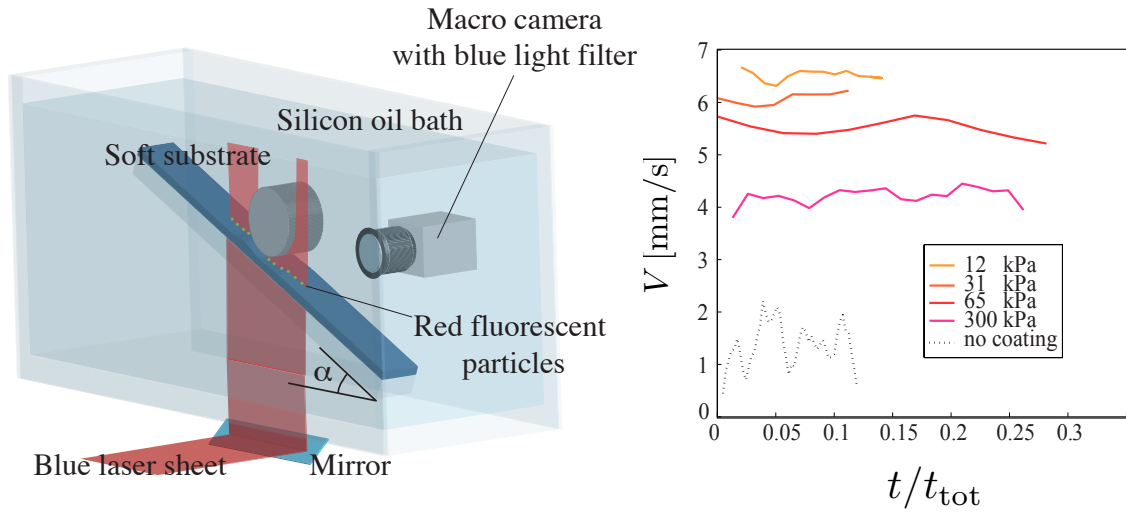 Macro camera
with blue light filter
Silicon oil bath
Soft substrate
Red fluorescent
particles
α
Blue laser sheet
Mirror
7
6
5
4
3
2
1
0
V [mm/s]
12 kPa
31 kPa
65 kPa
300 kPa
no coating
0 0.05 0.1 0.15 0.2 0.25 0.3
t/t_tot